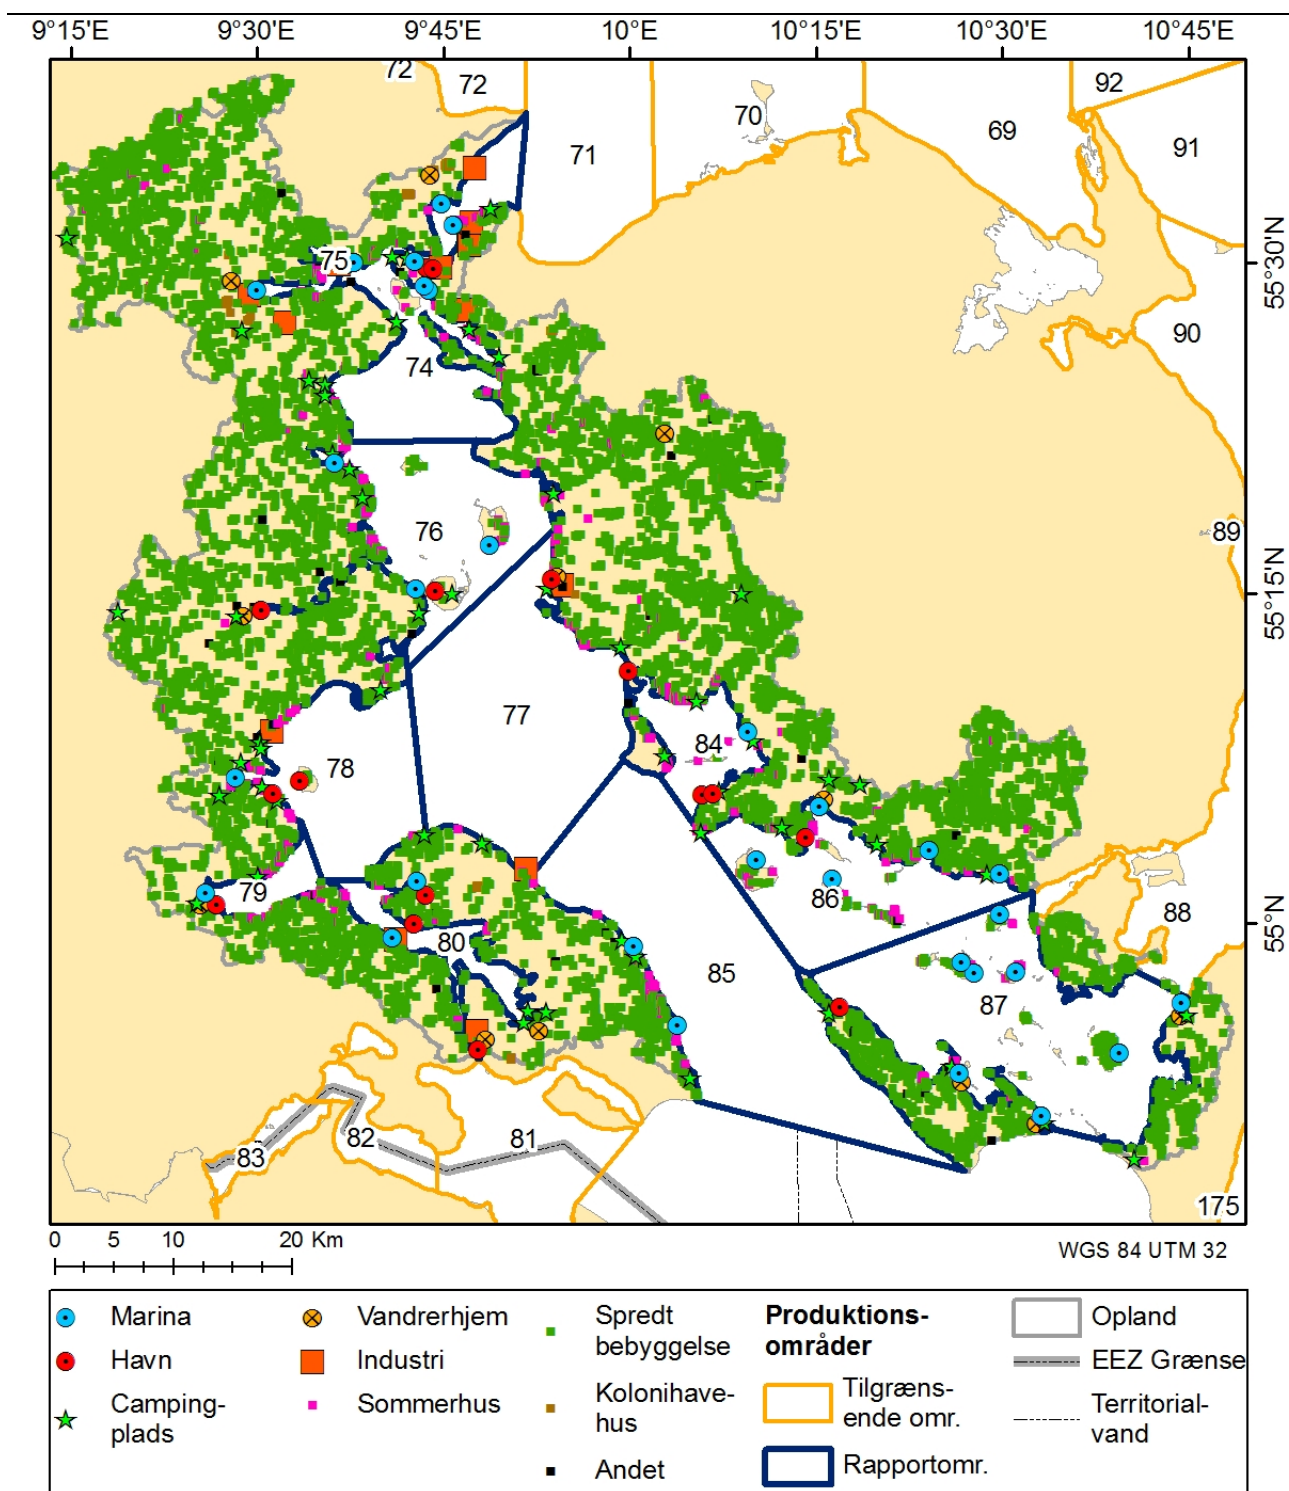 9°15'E 9°30'E 9°45'E 10°0' 10°15'E 10°30'E 10°45'E
72
72
92
70
69
71
91
55°30'N
75
90
74
76
89
55°15'N
77
84
78
79
86
88
55°N
80
85
87
82
81
83
175
0 5 10 20 Km
WGS 84 UTM 32
Marina
Havn
Camping-
plads
Vandrerhjem
Industri
Sommerhus
Spredt
bebyggelse
Kolonihave-
hus
Andet
Produktions-
områder
Tilgræns-
ende omr.
Rapportomr.
Opland
EEZ Grænse
Territorial-
vand